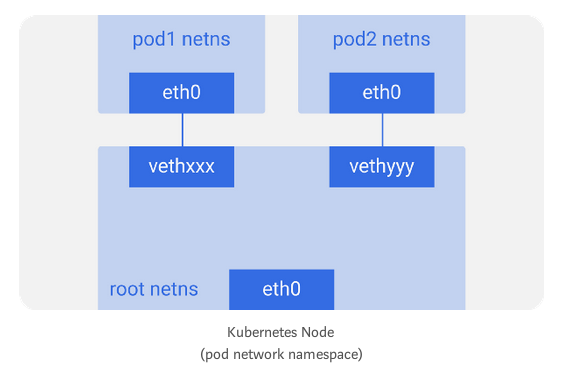 pod1 netns
pod2 netns
eth0
eth0
vethxxx
vethyyy
root netns
eth0
Kubernetes Node
(pod network namespace)